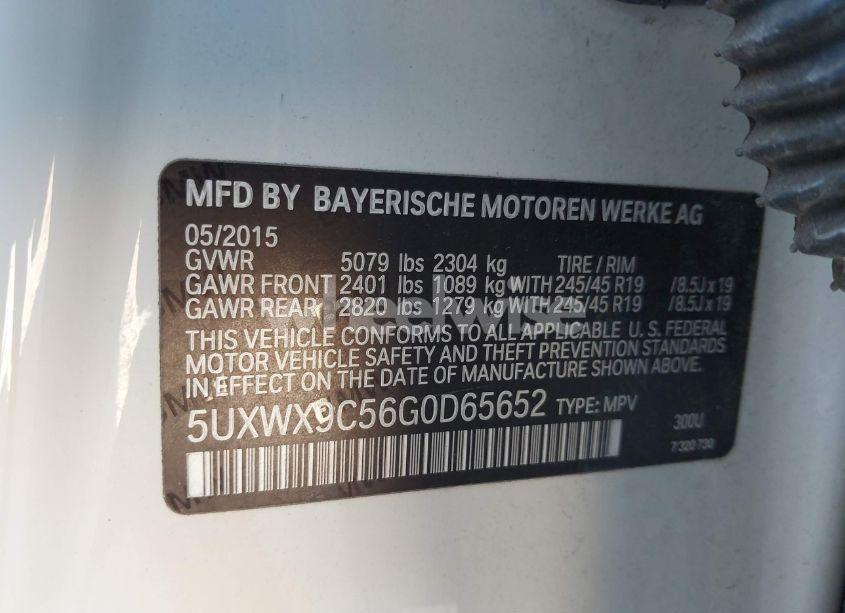 MFD BY BAYERISCHE MOTOREN WERKE AG
05/2015
GVWR 5079 lbs 2304 kg TIRE / RIM
GAWR FRONT 2401 lbs 1089 kg WITH 245/45 R19 /8.5J x 19
GAWR REAR 2820 lbs 1279 kg WITH 245/45 R19 /8.5J x 19
THIS VEHICLE CONFORMS TO ALL APPLICABLE U. S. FEDERAL
MOTOR VEHICLE SAFETY AND THEFT PREVENTION STANDARDS
IN EFFECT ON THE DATE OF MANUFACTURE SHOWN ABOVE.
5UXWX9C56G0D65652 TYPE: MPV 300U
7 320 730